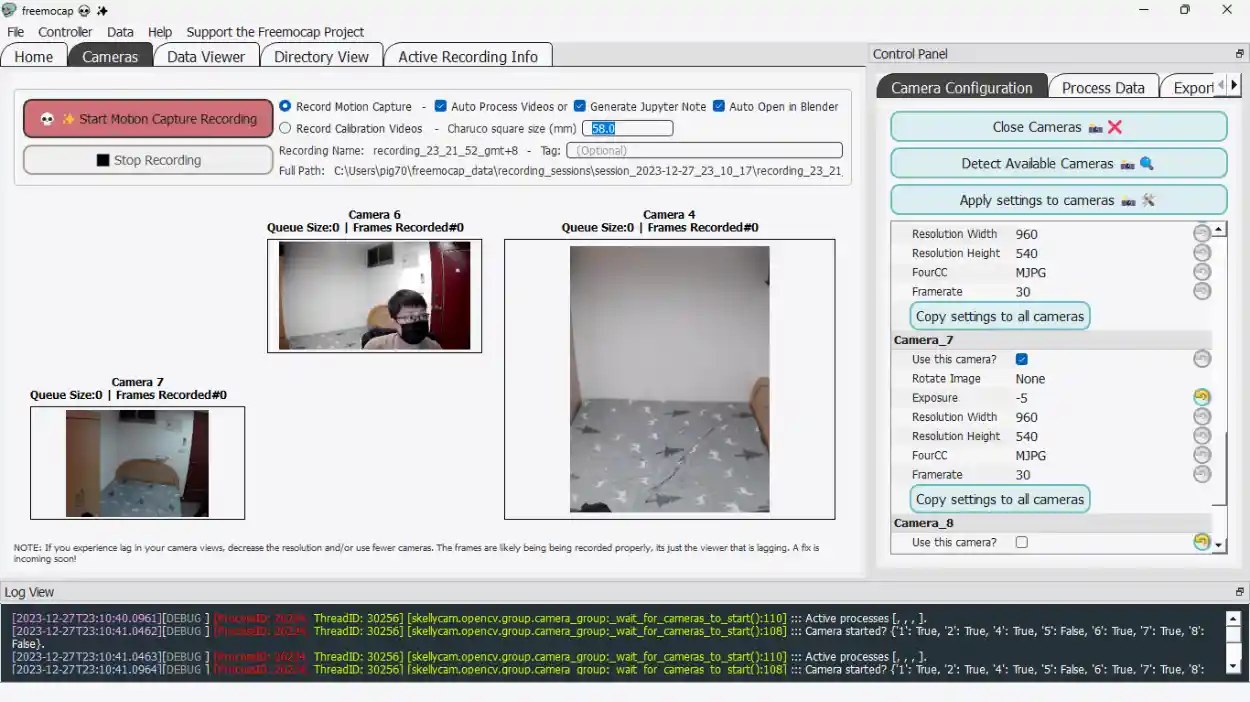 freemocap 💀 ✨
File Controller Data Help Support the Freemocap Project
Home Cameras Data Viewer Directory View Active Recording Info
Control Panel
Camera Configuration Process Data Export
💀 ✨ Start Motion Capture Recording
Stop Recording
Record Motion Capture - Auto Process Videos or Generate Jupyter Note Auto Open in Blender
Record Calibration Videos - Charuco square size (mm) 58.0
Recording Name: recording_23_21_52_gmt+8 - Tag: (Optional)
Full Path: C:\Users\pig70\freemocap_data\recording_sessions\session_2023-12-27_23_10_17\recording_23_21_
Close Cameras 📸 ❌
Detect Available Cameras 📸 🔍
Apply settings to cameras 📸 🛠
Camera 6
Queue Size:0 | Frames Recorded#0
Camera 4
Queue Size:0 | Frames Recorded#0
Camera 7
Queue Size:0 | Frames Recorded#0
Resolution Width 960
Resolution Height 540
FourCC MJPG
Framerate 30
Copy settings to all cameras
Camera_7
Use this camera?
Rotate Image None
Exposure -5
Resolution Width 960
Resolution Height 540
FourCC MJPG
Framerate 30
Copy settings to all cameras
Camera_8
Use this camera?
NOTE: If you experience lag in your camera views, decrease the resolution and/or use fewer cameras. The frames are likely being being recorded properly, its just the viewer that is lagging. A fix is
incoming soon!
Log View
[2023-12-27T23:10:40.0961][DEBUG ] [ProcessID: 26224 ThreadID: 30256] [skellycam.opencv.group.camera_group:_wait_for_cameras_to_start():110] ::: Active processes [, , , ].
[2023-12-27T23:10:41.0462][DEBUG ] [ProcessID: 26224 ThreadID: 30256] [skellycam.opencv.group.camera_group:_wait_for_cameras_to_start():108] ::: Camera started? {'1': True, '2': True, '4': True, '5': False, '6': True, '7': True, '8':
False}.
[2023-12-27T23:10:41.0463][DEBUG ] [ProcessID: 26224 ThreadID: 30256] [skellycam.opencv.group.camera_group:_wait_for_cameras_to_start():110] ::: Active processes [, , , ].
[2023-12-27T23:10:41.0964][DEBUG ] [ProcessID: 26224 ThreadID: 30256] [skellycam.opencv.group.camera_group:_wait_for_cameras_to_start():108] ::: Camera started? {'1': True, '2': True, '4': True, '5': False, '6': True, '7': True, '8':